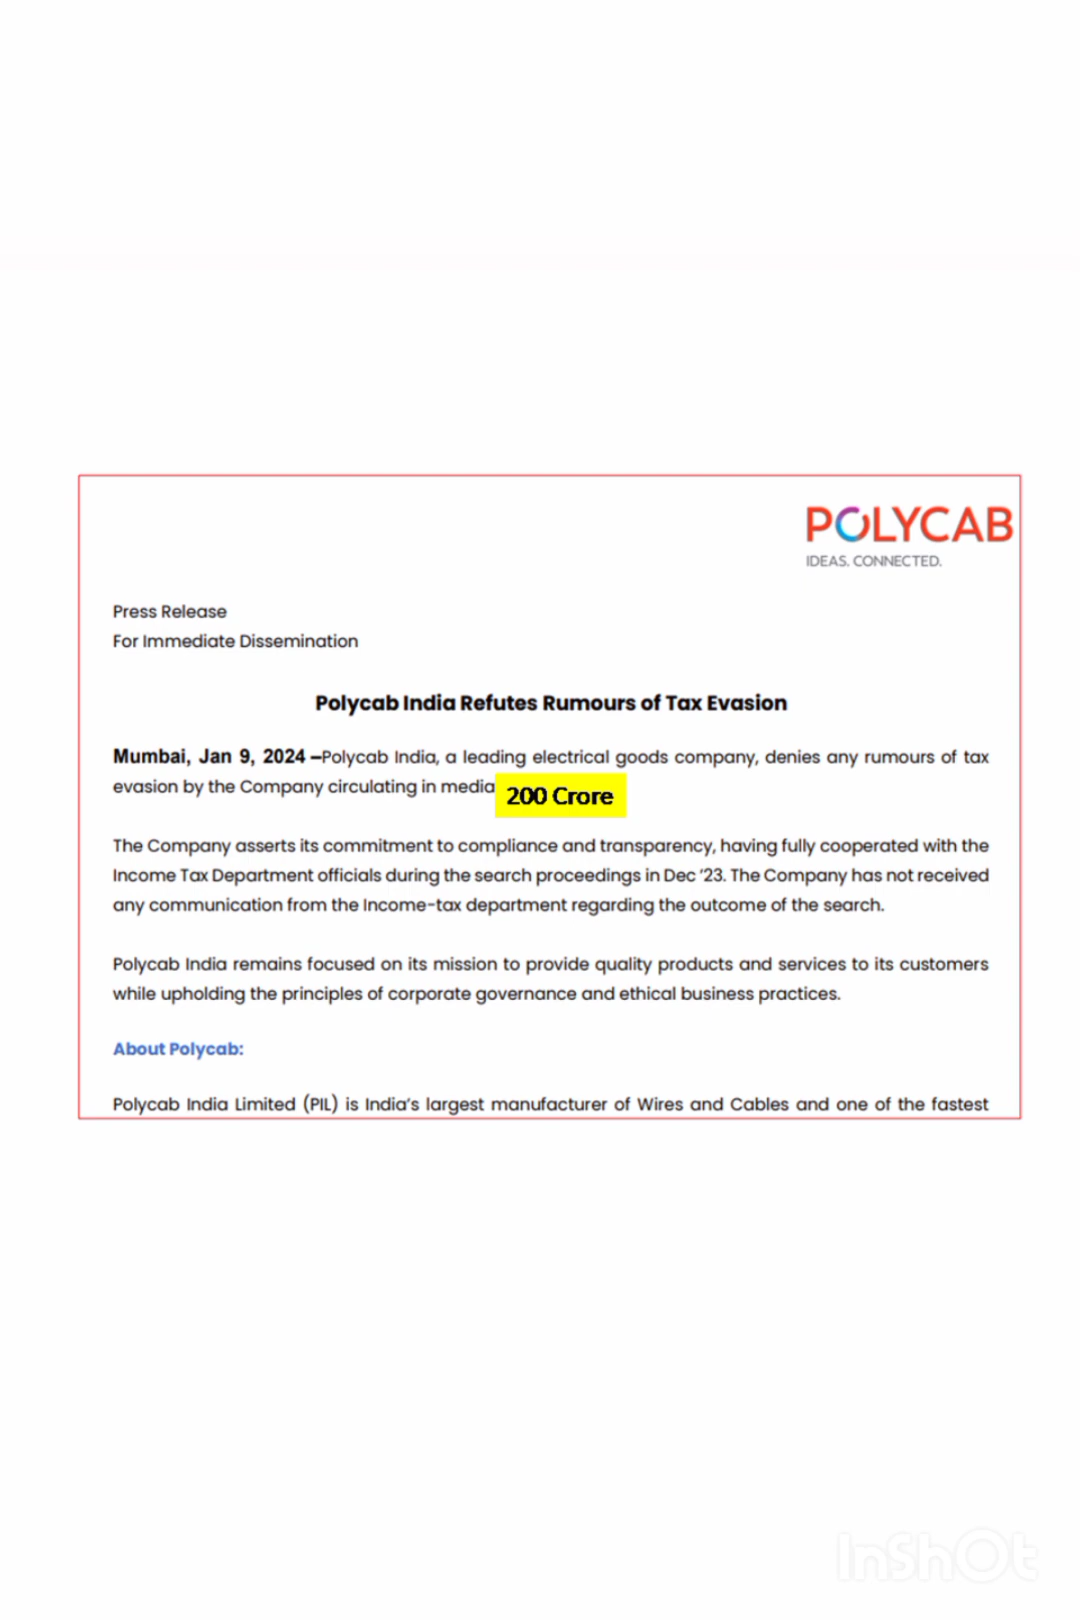 POLYCAB
IDEAS. CONNECTED.
Press Release
For Immediate Dissemination
Polycab India Refutes Rumours of Tax Evasion
Mumbai, Jan 9, 2024 –Polycab India, a leading electrical goods company, denies any rumours of tax
evasion by the Company circulating in media
200 Crore
The Company asserts its commitment to compliance and transparency, having fully cooperated with the
Income Tax Department officials during the search proceedings in Dec '23. The Company has not received
any communication from the Income-tax department regarding the outcome of the search.
Polycab India remains focused on its mission to provide quality products and services to its customers
while upholding the principles of corporate governance and ethical business practices.
About Polycab:
Polycab India Limited (PIL) is India's largest manufacturer of Wires and Cables and one of the fastest
InShOt